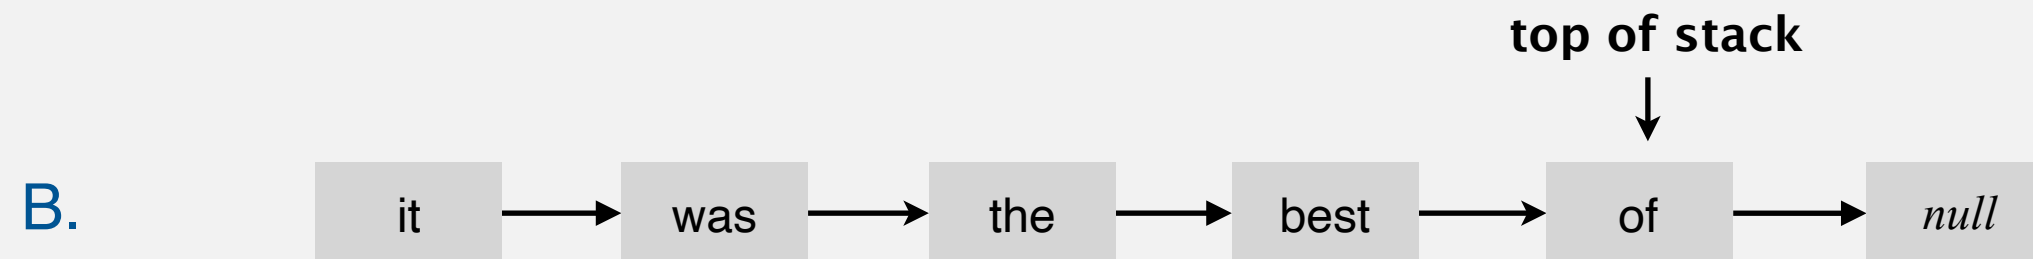 top of stack
B. it was the best of null